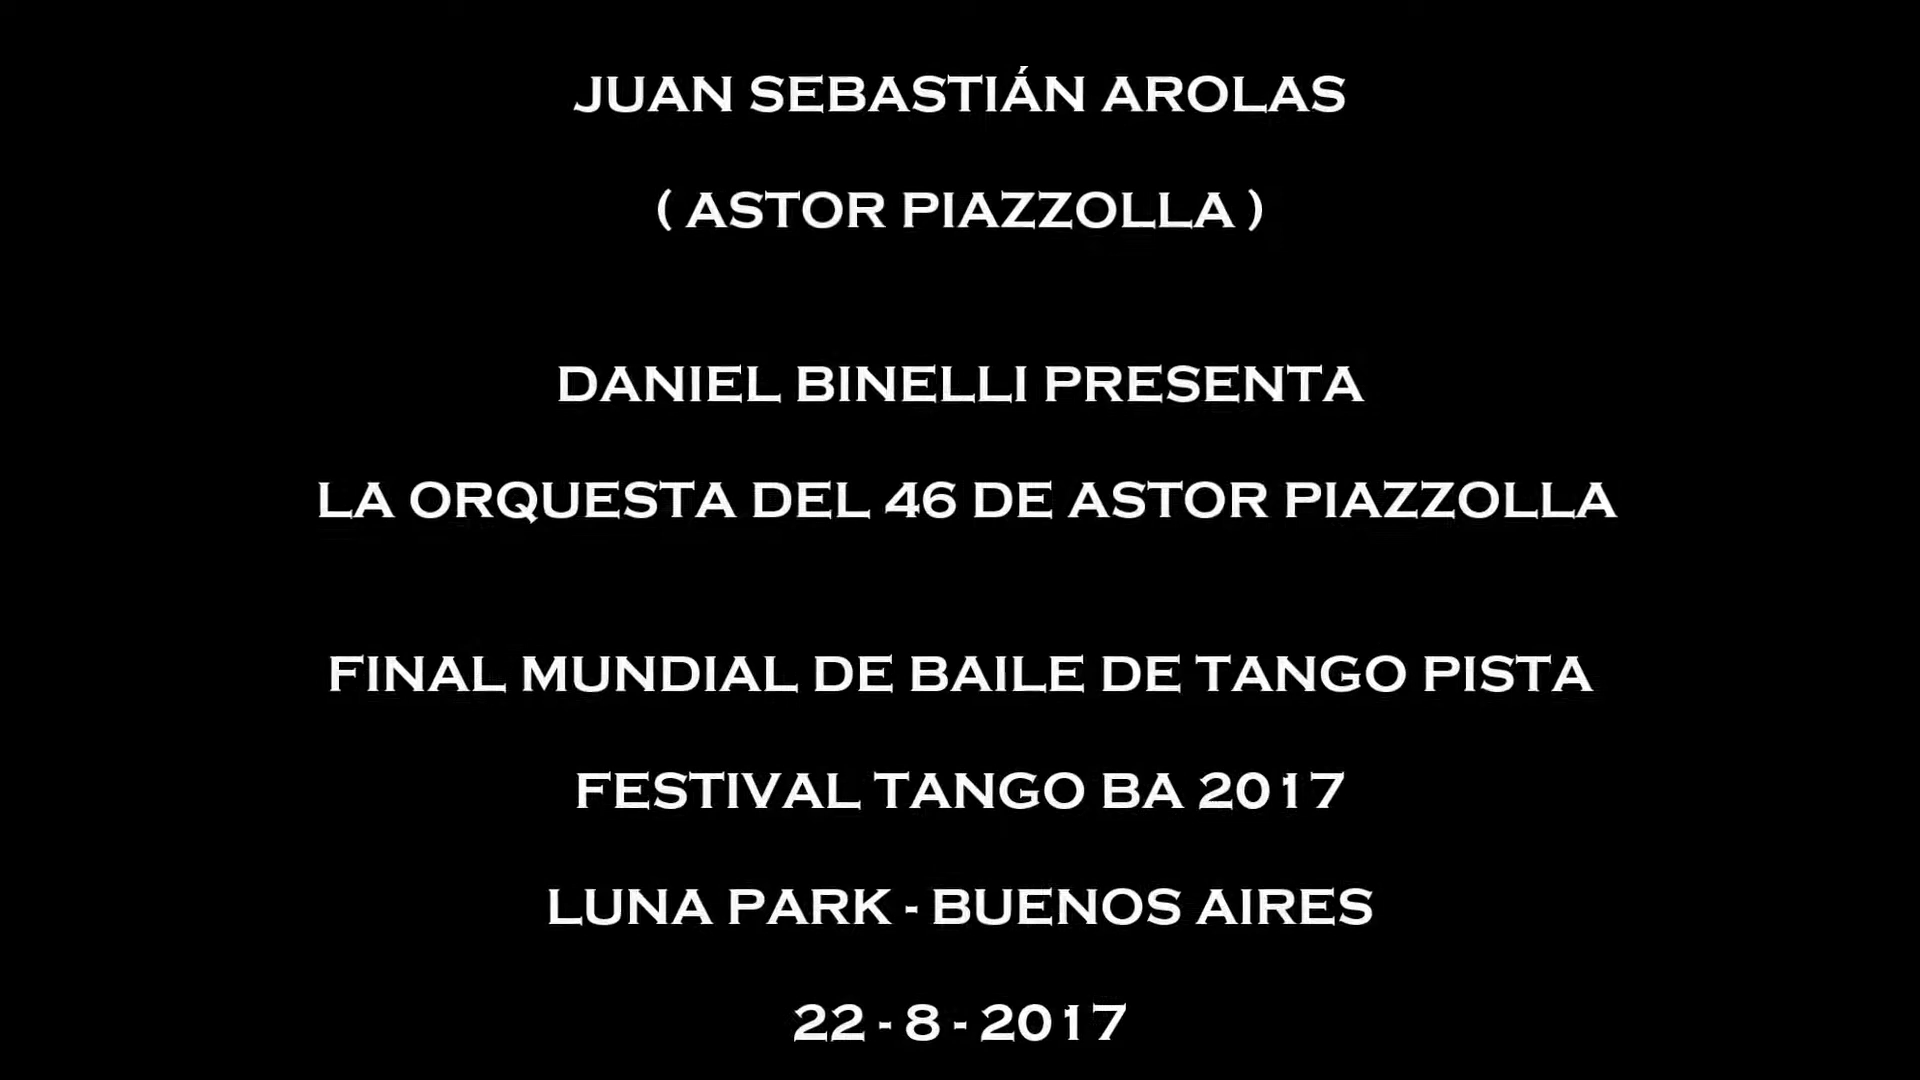 JUAN SEBASTIÁN AROLAS
( ASTOR PIAZZOLLA )
DANIEL BINELLI PRESENTA
LA ORQUESTA DEL 46 DE ASTOR PIAZZOLLA
FINAL MUNDIAL DE BAILE DE TANGO PISTA
FESTIVAL TANGO BA 2017
LUNA PARK - BUENOS AIRES
22 - 8 - 2017